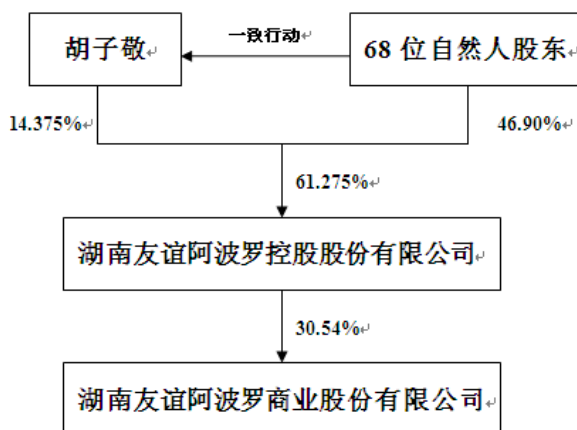 一致行动
胡子敬
68 位自然人股东
14.375%
46.90%
61.275%
湖南友谊阿波罗控股股份有限公司
30.54%
湖南友谊阿波罗商业股份有限公司